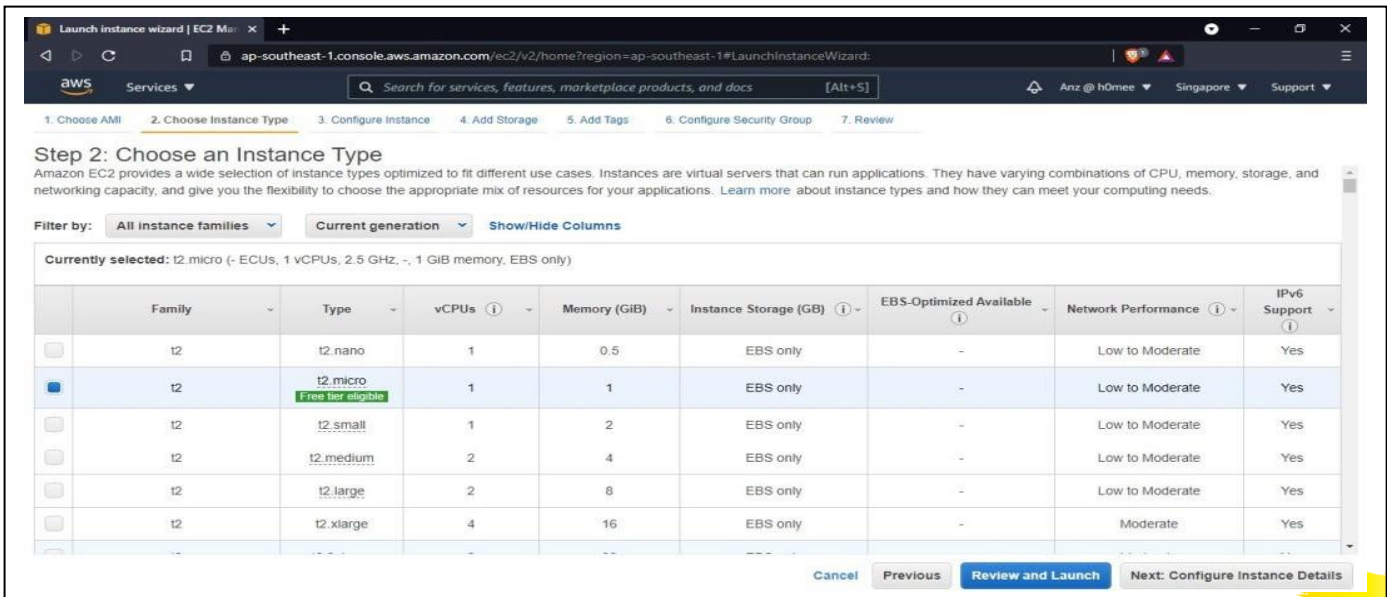 Launch instance wizard | EC2 Man
ap-southeast-1.console.aws.amazon.com/ec2/v2/home?region=ap-southeast-1#LaunchInstanceWizard:
aws Services Search for services, features, marketplace products, and docs [Alt+S] Anz @ h0mee Singapore Support
1. Choose AMI 2. Choose Instance Type 3. Configure Instance 4. Add Storage 5. Add Tags 6. Configure Security Group 7. Review
Step 2: Choose an Instance Type
Amazon EC2 provides a wide selection of instance types optimized to fit different use cases. Instances are virtual servers that can run applications. They have varying combinations of CPU, memory, storage, and
networking capacity, and give you the flexibility to choose the appropriate mix of resources for your applications. Learn more about instance types and how they can meet your computing needs.
Filter by: All instance families Current generation Show/Hide Columns
Currently selected: t2.micro (- ECUs, 1 vCPUs, 2.5 GHz, -, 1 GiB memory, EBS only)
Family Type vCPUs Memory (GiB) Instance Storage (GB) EBS-Optimized Available Network Performance IPv6 Support
t2 t2.nano 1 0.5 EBS only - Low to Moderate Yes
t2 t2.micro Free tier eligible 1 1 EBS only - Low to Moderate Yes
t2 t2.small 1 2 EBS only - Low to Moderate Yes
t2 t2.medium 2 4 EBS only - Low to Moderate Yes
t2 t2.large 2 8 EBS only - Low to Moderate Yes
t2 t2.xlarge 4 16 EBS only - Moderate Yes
Cancel Previous Review and Launch Next: Configure Instance Details